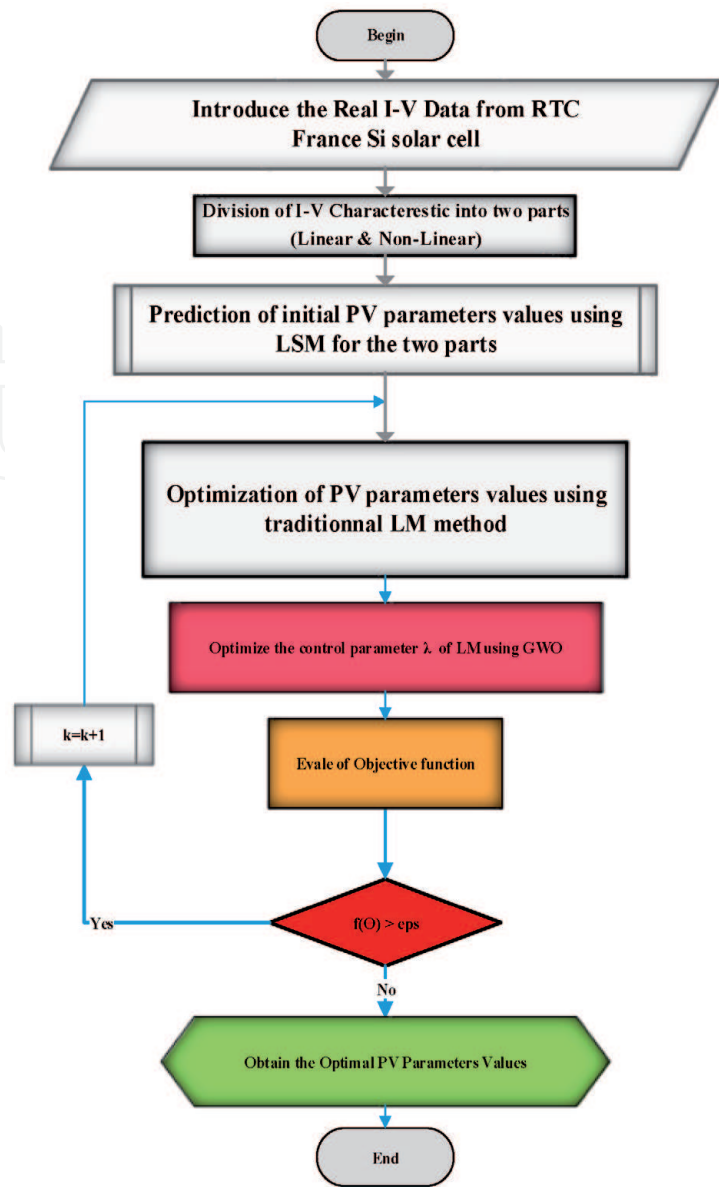 Begin
Introduce the Real I-V Data from RTC
France Si solar cell
Division of I-V Characterestic into two parts
(Linear & Non-Linear)
Prediction of initial PV parameters values using
LSM for the two parts
Optimization of PV parameters values using
traditionnal LM method
Optimize the control parameter λ of LM using GWO
k=k+1
Evale of Objective function
Yes
f(O) > eps
No
Obtain the Optimal PV Parameters Values
End